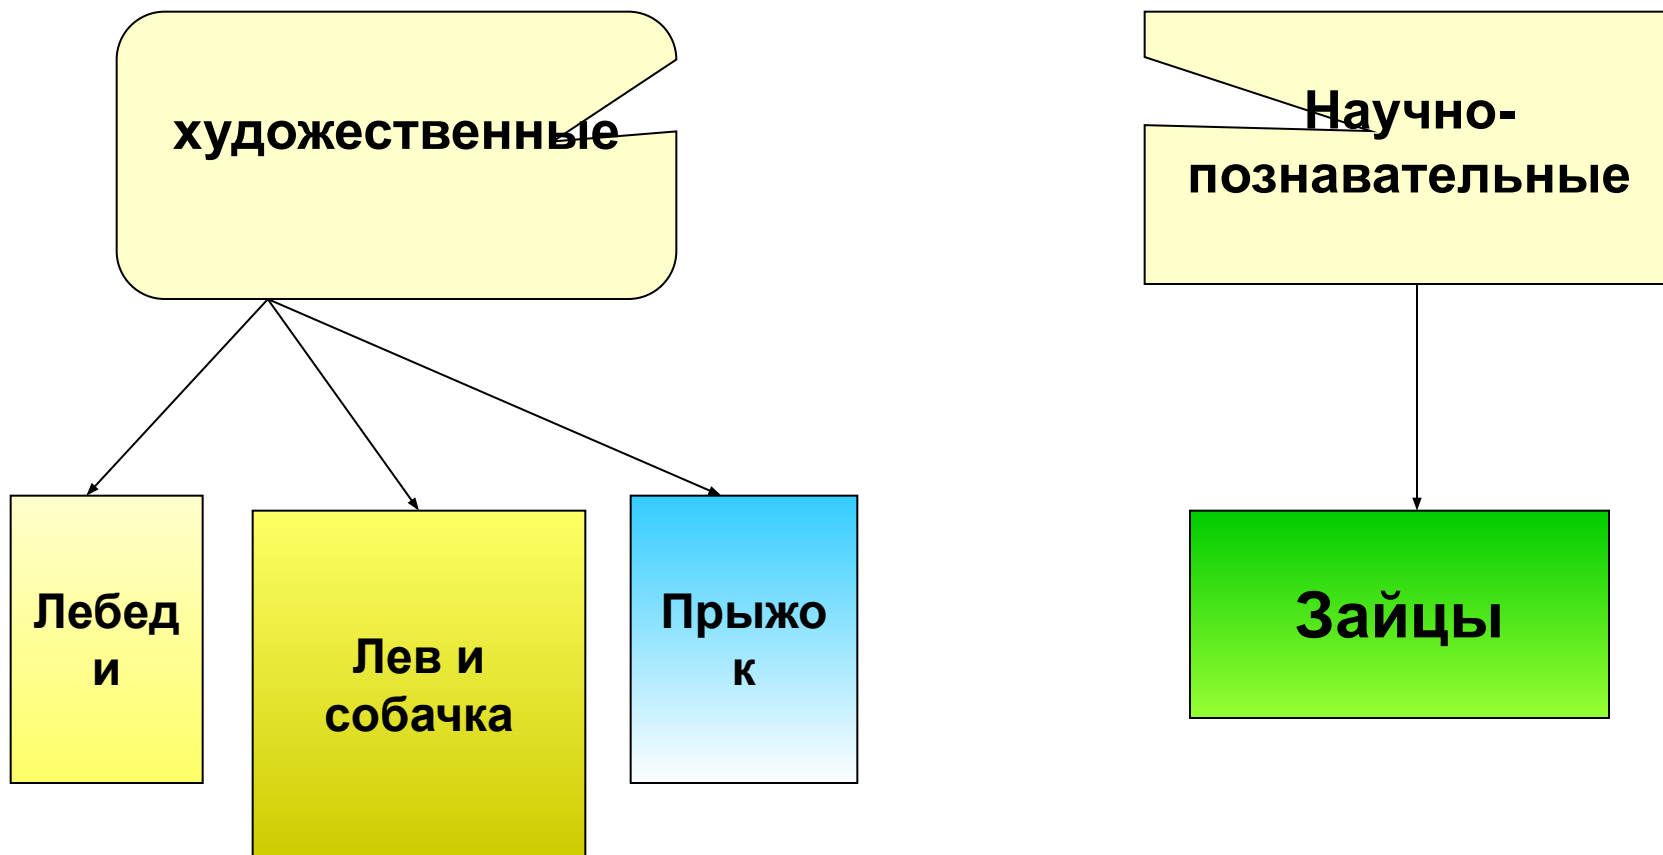 художественные
Научно-
познавательные
Лебед
и
Лев и
собачка
Прыжо
к
Зайцы